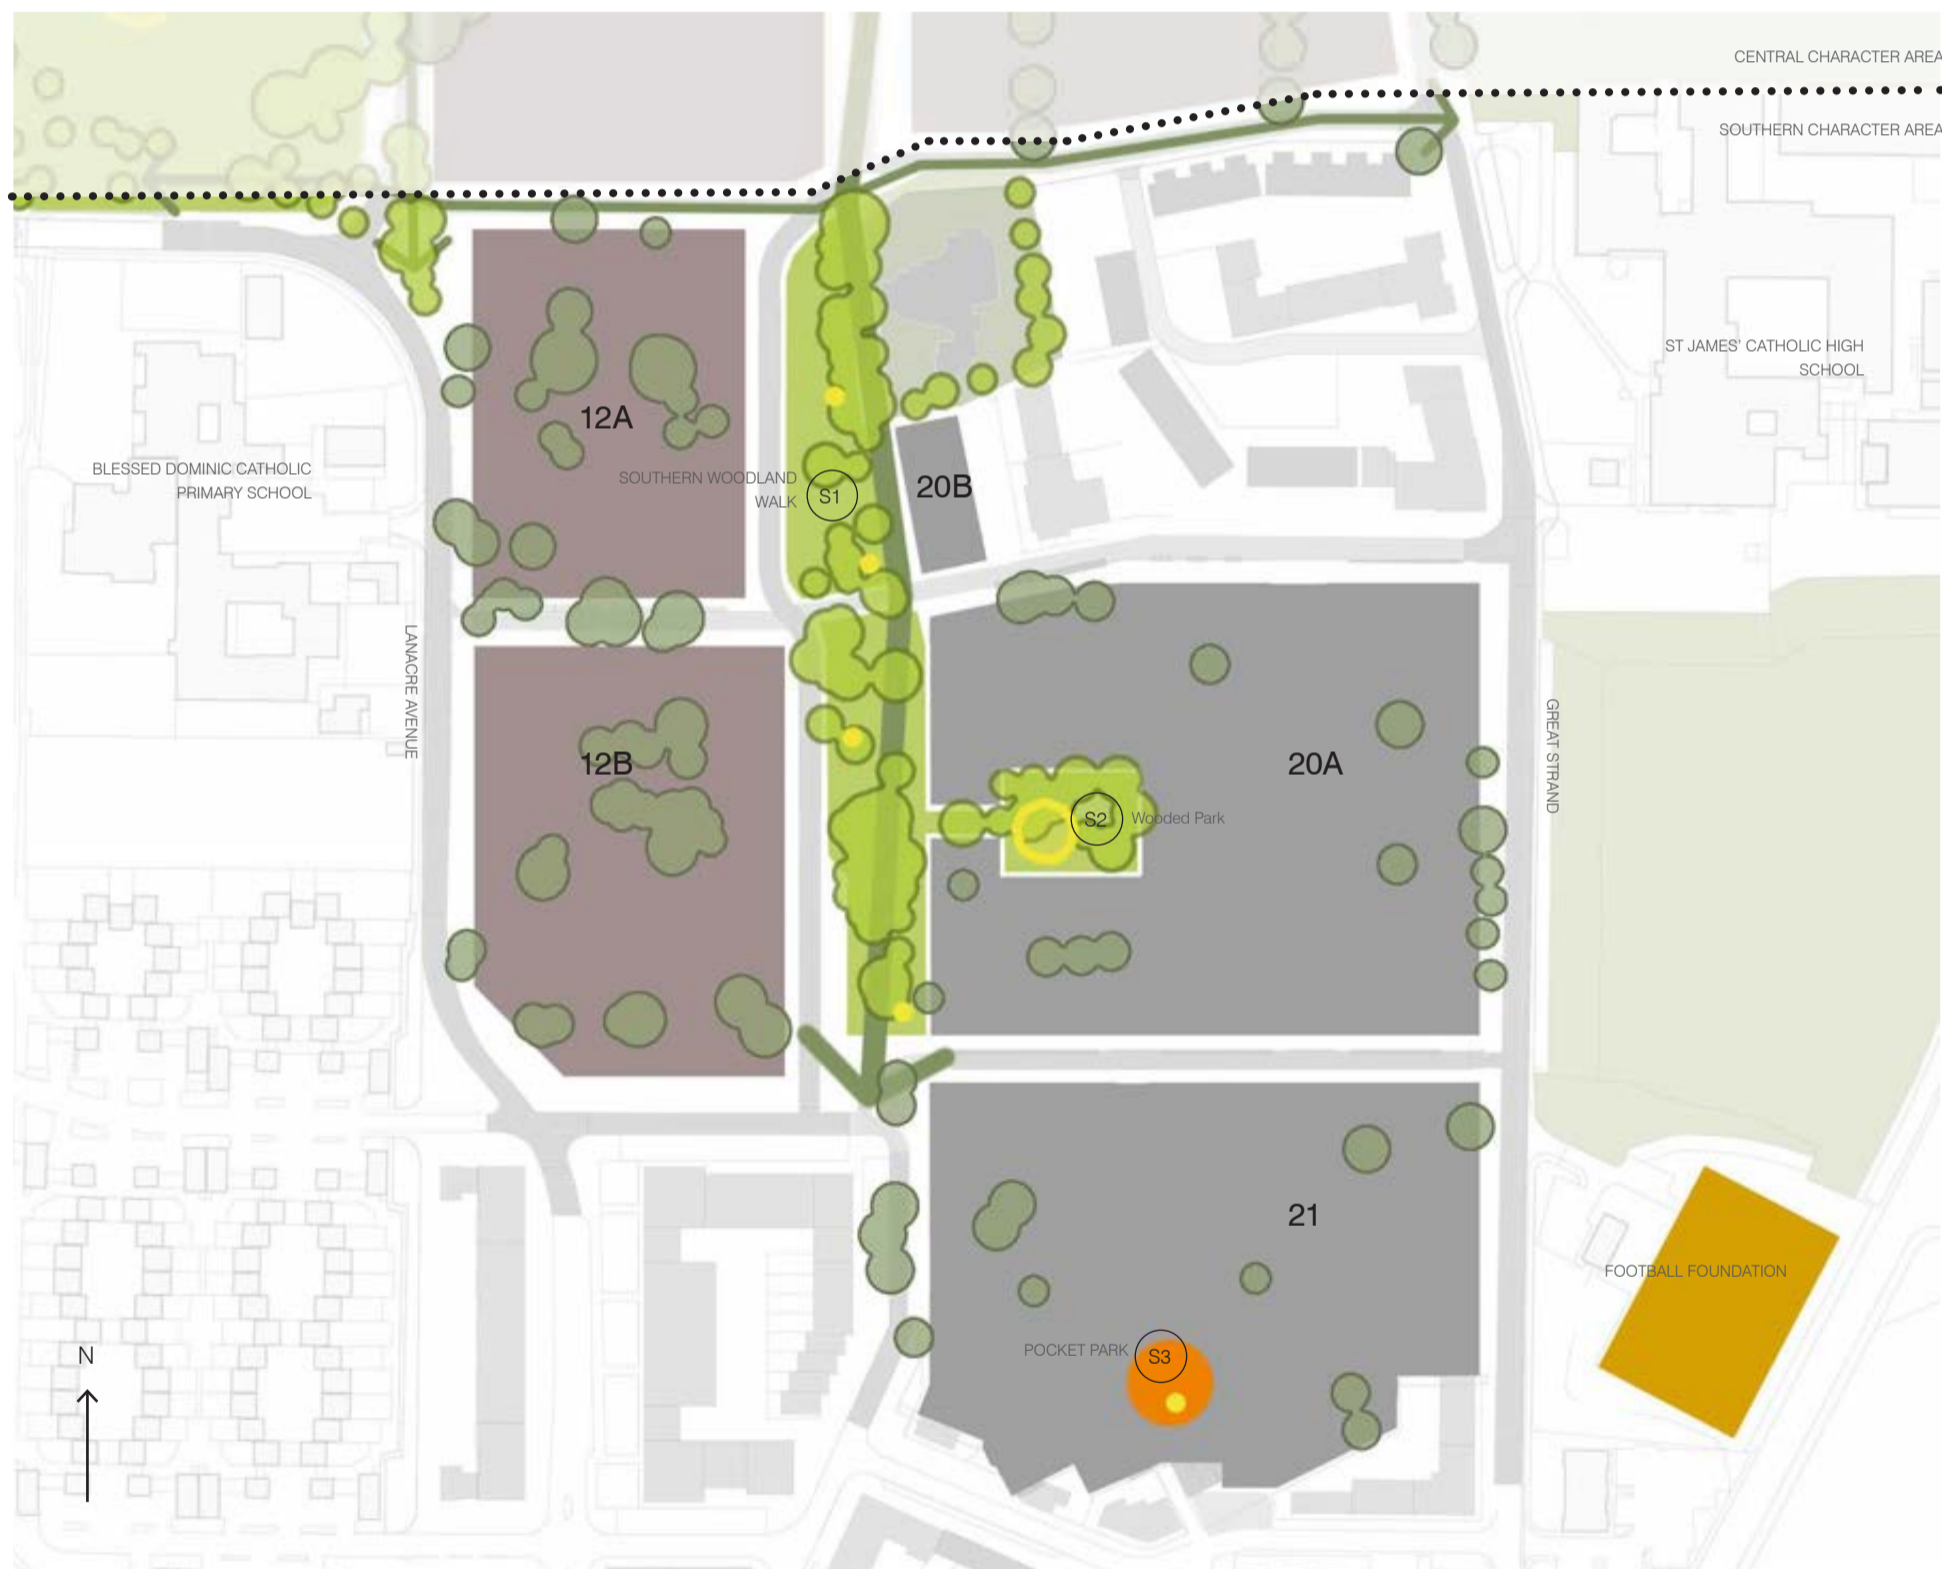 CENTRAL CHARACTER AREA
SOUTHERN CHARACTER AREA
ST JAMES' CATHOLIC HIGH
SCHOOL
12A
BLESSED DOMINIC CATHOLIC
PRIMARY SCHOOL
SOUTHERN WOODLAND
WALK
S1
20B
LANACRE AVENUE
GREAT STRAND
12B
20A
S2
Wooded Park
21
FOOTBALL FOUNDATION
POCKET PARK
S3
N